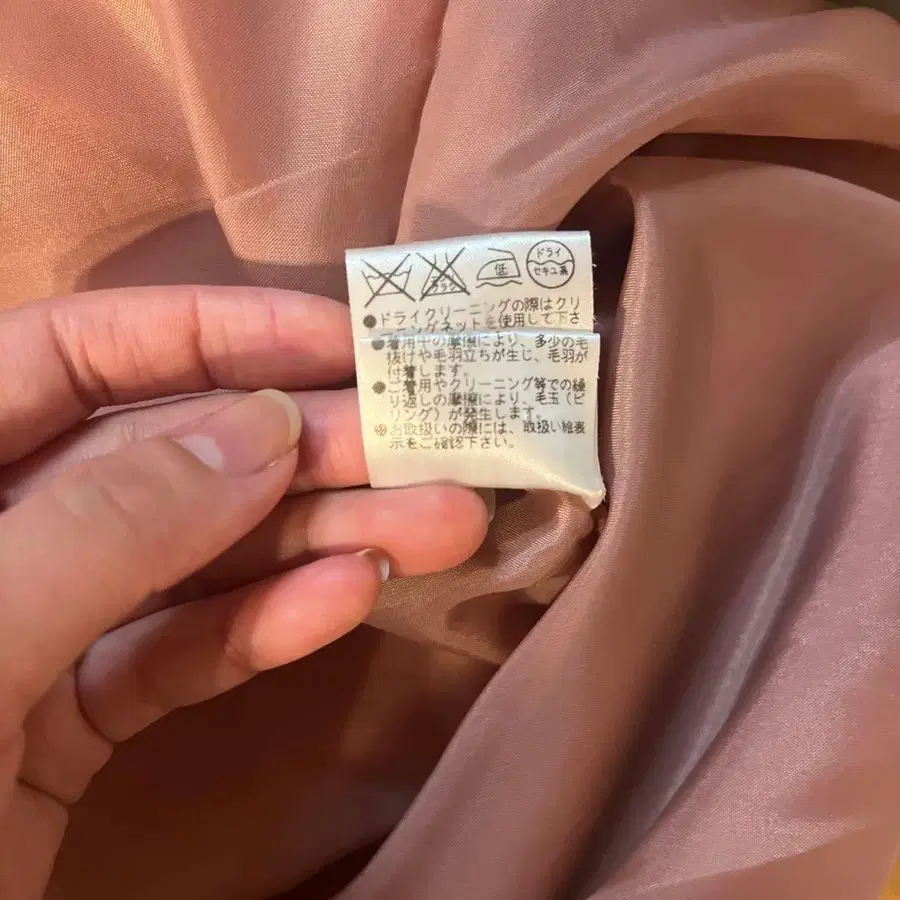 低 ドライ
セキユ系
●ドライクリーニングの際はクリ
ーニングネットを使用して下さ
●着用中の摩擦により、多少の毛
抜けや毛羽立ちが生じ、毛羽が
付着します。
●ご着用やクリーニング等での繰
り返しの摩擦により、毛玉（ピ
リング）が発生します。
※お取扱いの際には、取扱い絵表
示をご確認下さい。